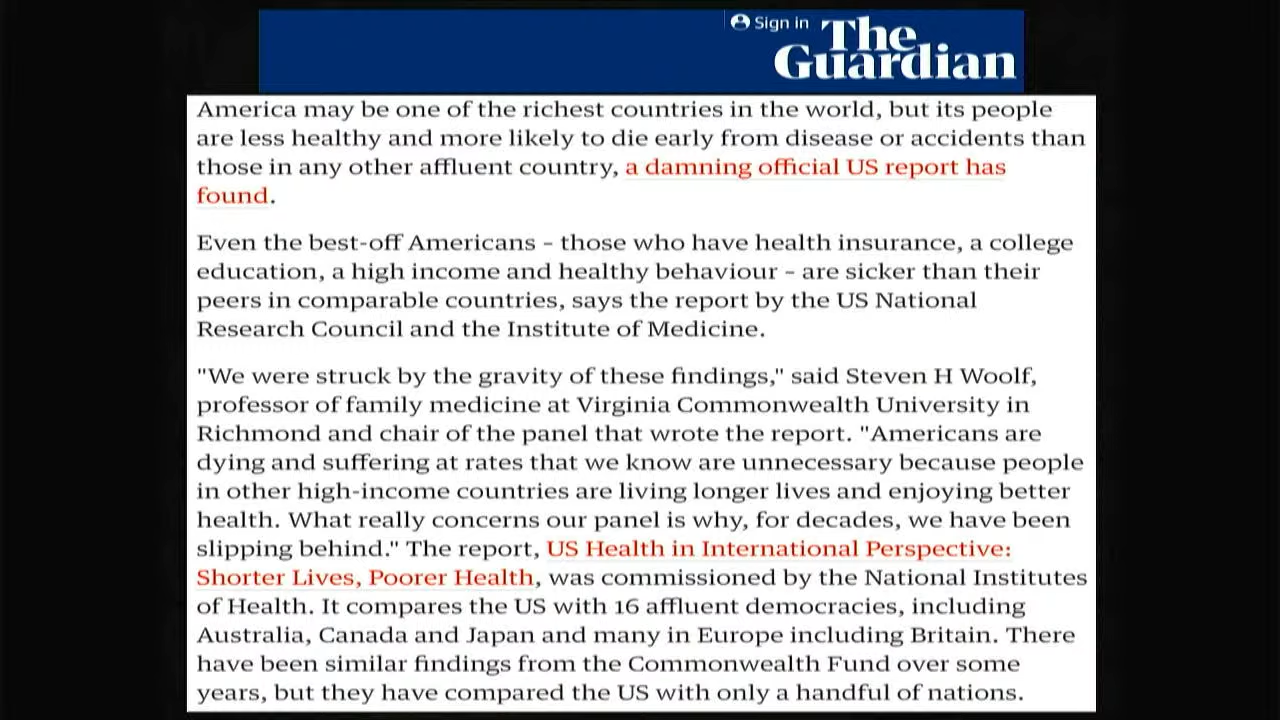 Sign in
The
Guardian
America may be one of the richest countries in the world, but its people
are less healthy and more likely to die early from disease or accidents than
those in any other affluent country, a damning official US report has
found.
Even the best-off Americans – those who have health insurance, a college
education, a high income and healthy behaviour – are sicker than their
peers in comparable countries, says the report by the US National
Research Council and the Institute of Medicine.
"We were struck by the gravity of these findings," said Steven H Woolf,
professor of family medicine at Virginia Commonwealth University in
Richmond and chair of the panel that wrote the report. "Americans are
dying and suffering at rates that we know are unnecessary because people
in other high-income countries are living longer lives and enjoying better
health. What really concerns our panel is why, for decades, we have been
slipping behind." The report, US Health in International Perspective:
Shorter Lives, Poorer Health, was commissioned by the National Institutes
of Health. It compares the US with 16 affluent democracies, including
Australia, Canada and Japan and many in Europe including Britain. There
have been similar findings from the Commonwealth Fund over some
years, but they have compared the US with only a handful of nations.